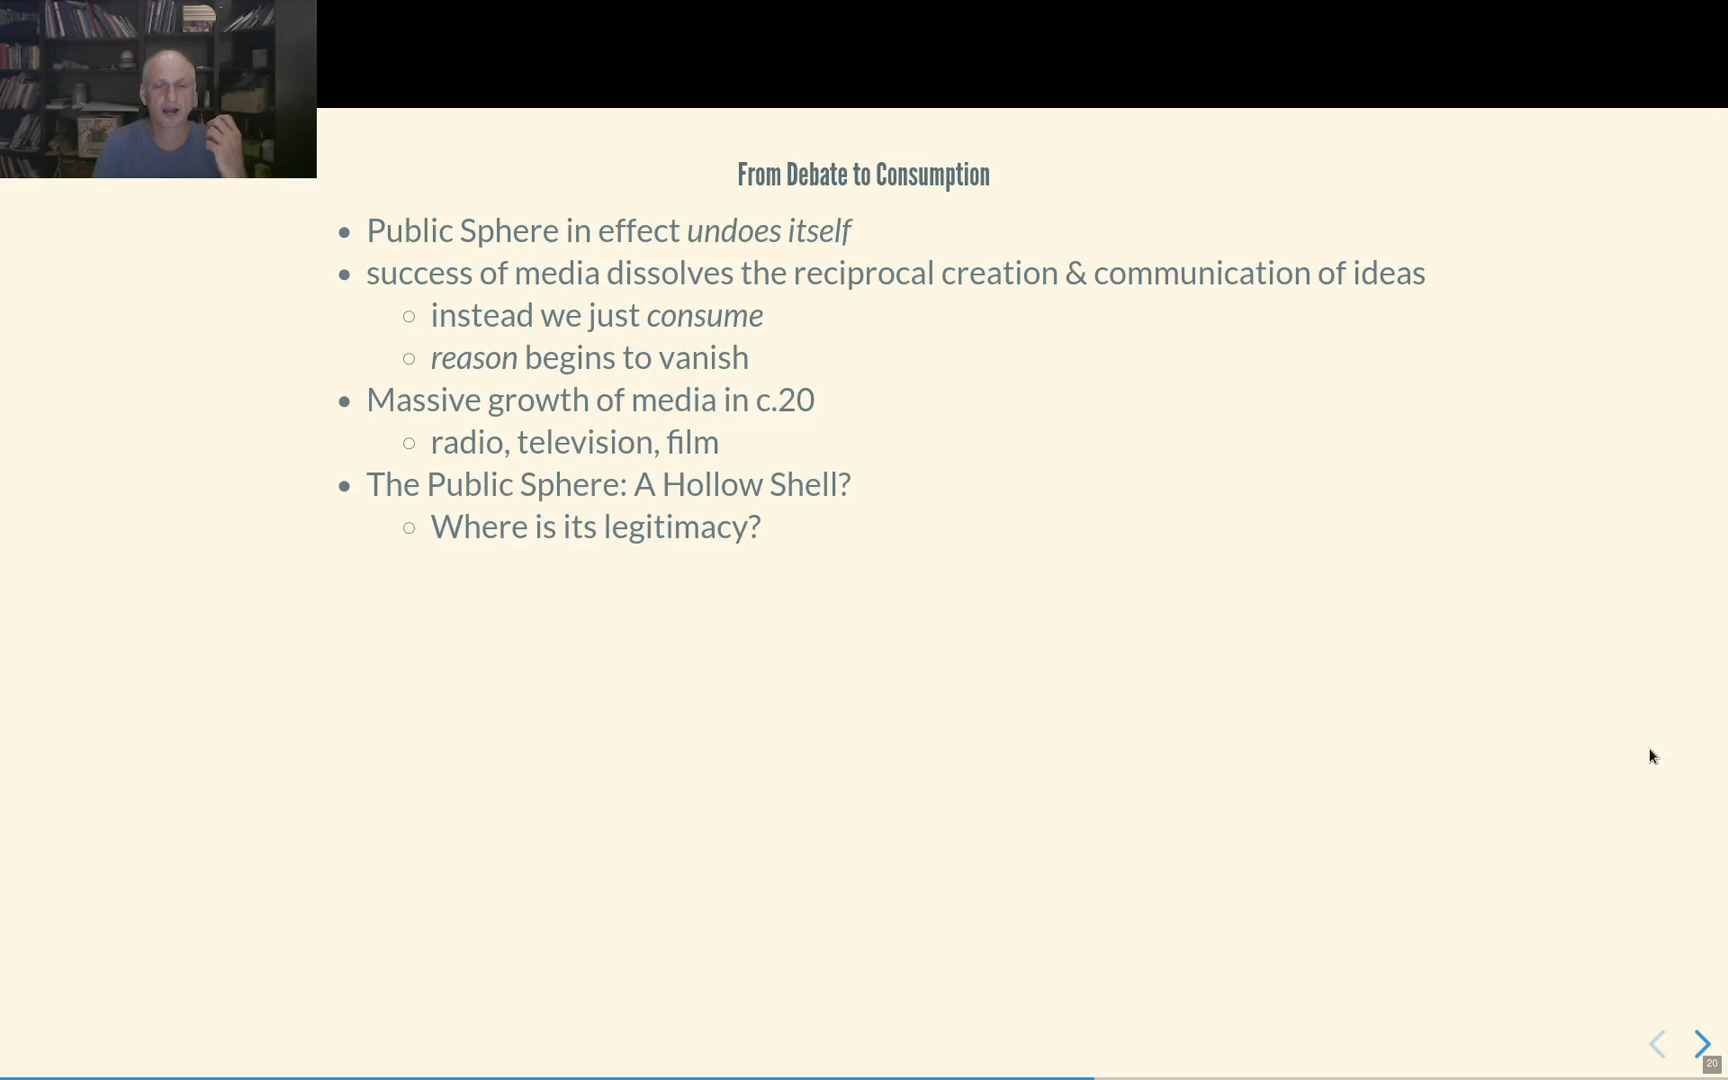 From Debate to Consumption
• Public Sphere in effect undoes itself
• success of media dissolves the reciprocal creation & communication of ideas
○ instead we just consume
○ reason begins to vanish
• Massive growth of media in c.20
○ radio, television, film
• The Public Sphere: A Hollow Shell?
○ Where is its legitimacy?
20